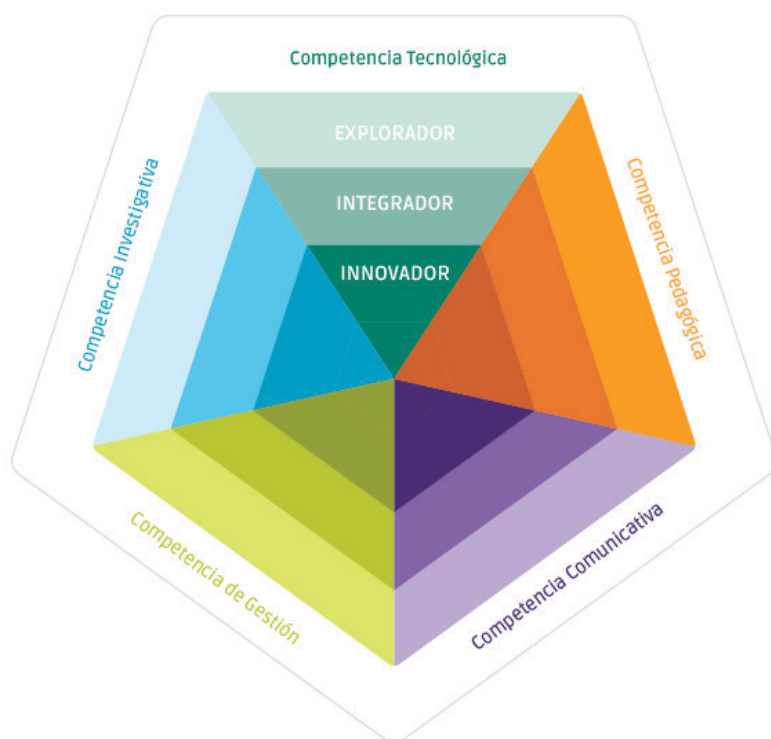 Competencia Tecnológica
EXPLORADOR
INTEGRADOR
INNOVADOR
Competencia Investigativa
Competencia Pedagógica
Competencia de Gestión
Competencia Comunicativa